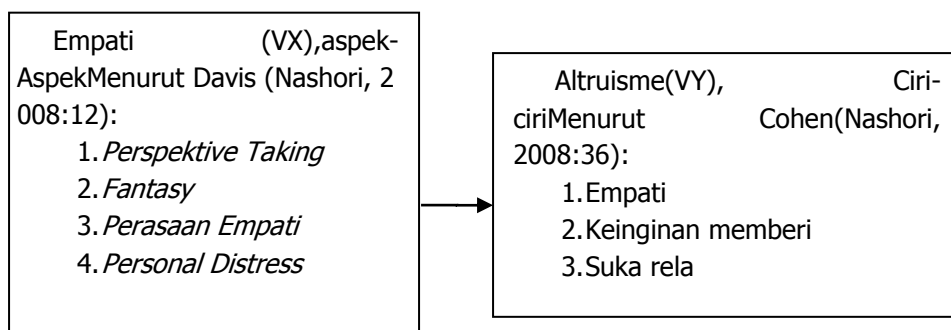 Empati (VX),aspek-
AspekMenurut Davis (Nashori, 2
008:12):
1. Perspektive Taking
2. Fantasy
3. Perasaan Empati
4. Personal Distress
Altruisme(VY), Ciri-
ciriMenurut Cohen(Nashori,
2008:36):
1.Empati
2.Keinginan memberi
3.Suka rela